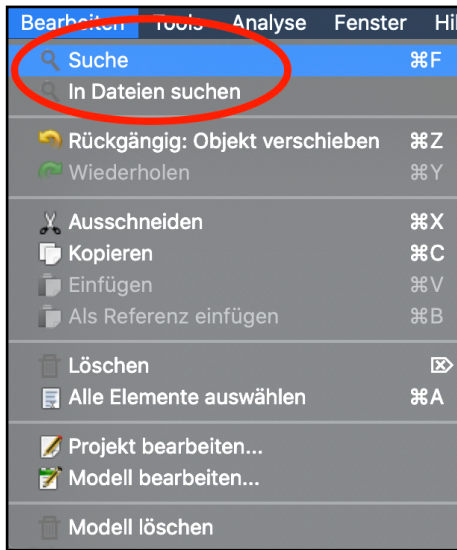 Bearbeiten Tools Analyse Fenster Hil
Suche ⌘F
In Dateien suchen
Rückgängig: Objekt verschieben ⌘Z
Wiederholen ⌘Y
Ausschneiden ⌘X
Kopieren ⌘C
Einfügen ⌘V
Als Referenz einfügen ⌘B
Löschen ⌦
Alle Elemente auswählen ⌘A
Projekt bearbeiten...
Modell bearbeiten...
Modell löschen